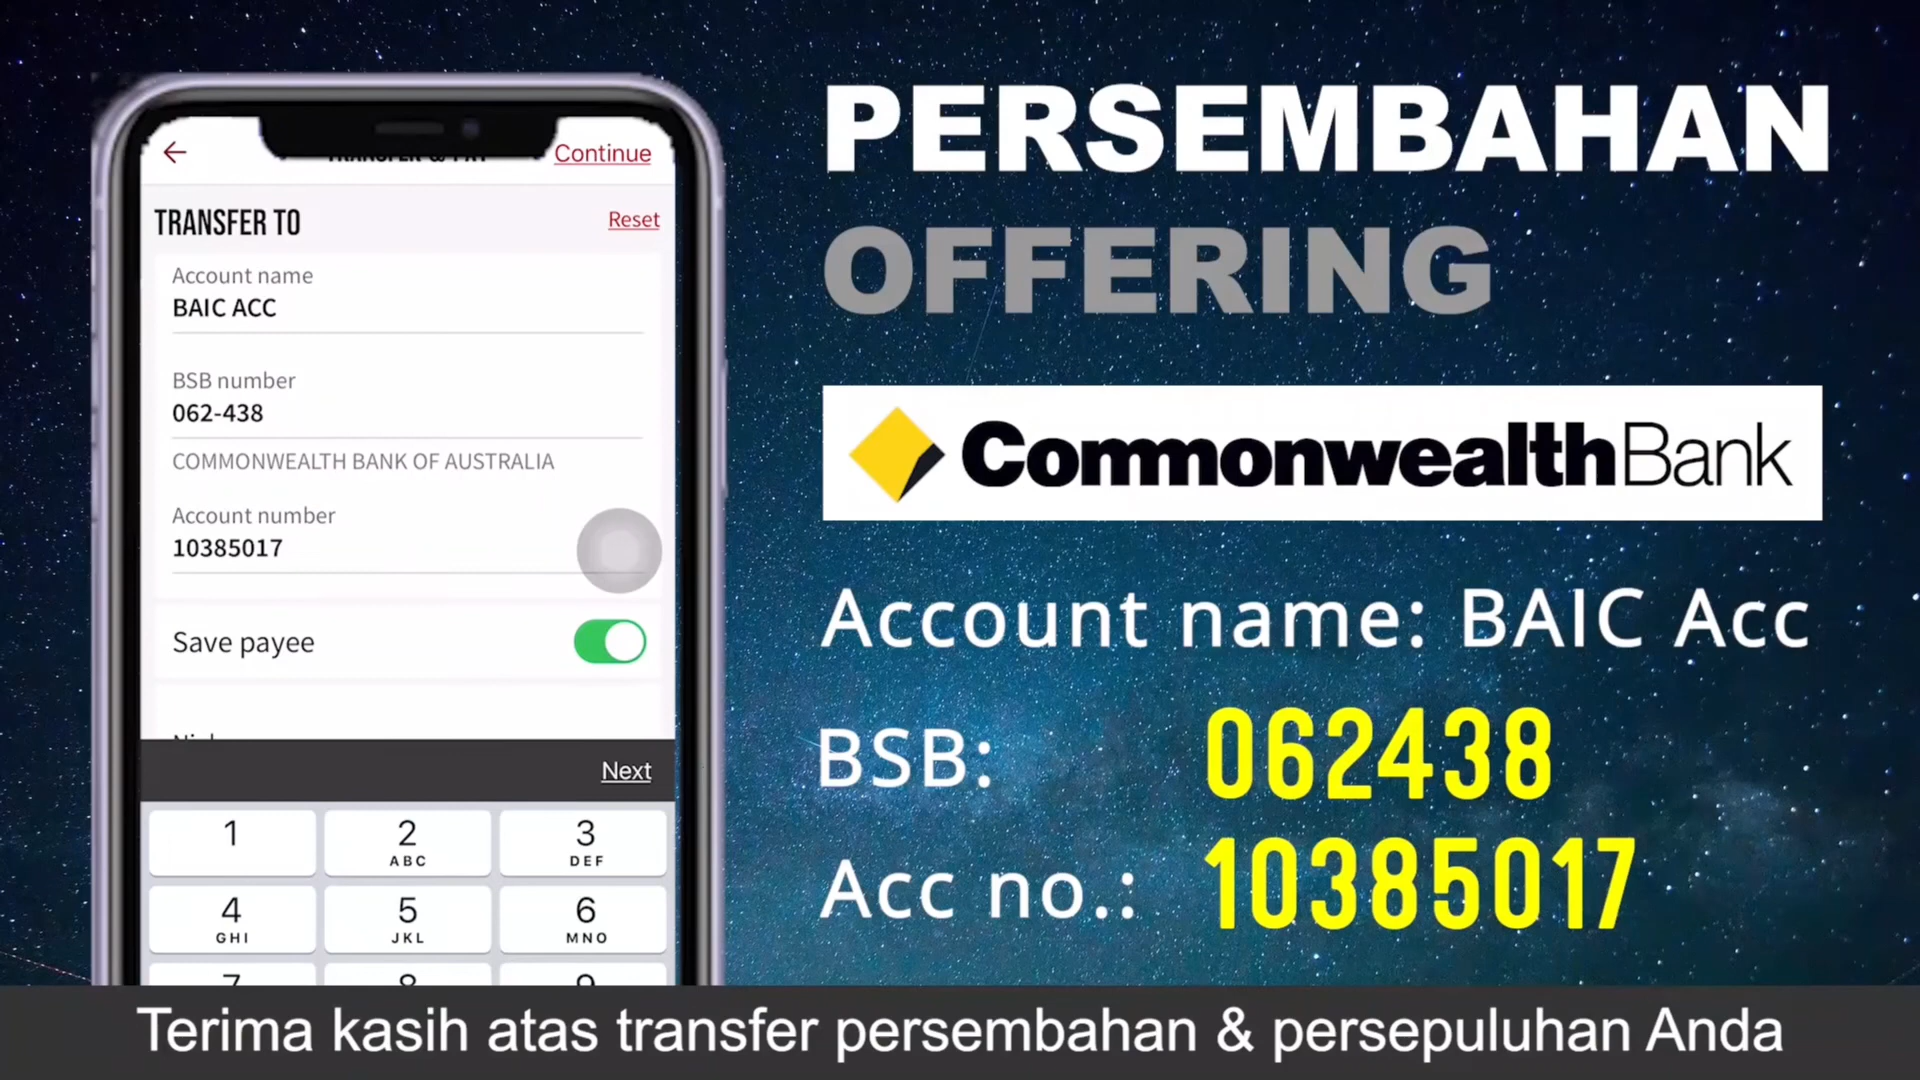 Continue
TRANSFER TO
Reset
Account name
BAIC ACC
BSB number
062-438
COMMONWEALTH BANK OF AUSTRALIA
Account number
10385017
Save payee
Next
1
2
ABC
3
DEF
4
GHI
5
JKL
6
MNO
PERSEMBAHAN
OFFERING
CommonwealthBank
Account name: BAIC Acc
BSB: 062438
Acc no.: 10385017
Terima kasih atas transfer persembahan & persepuluhan Anda